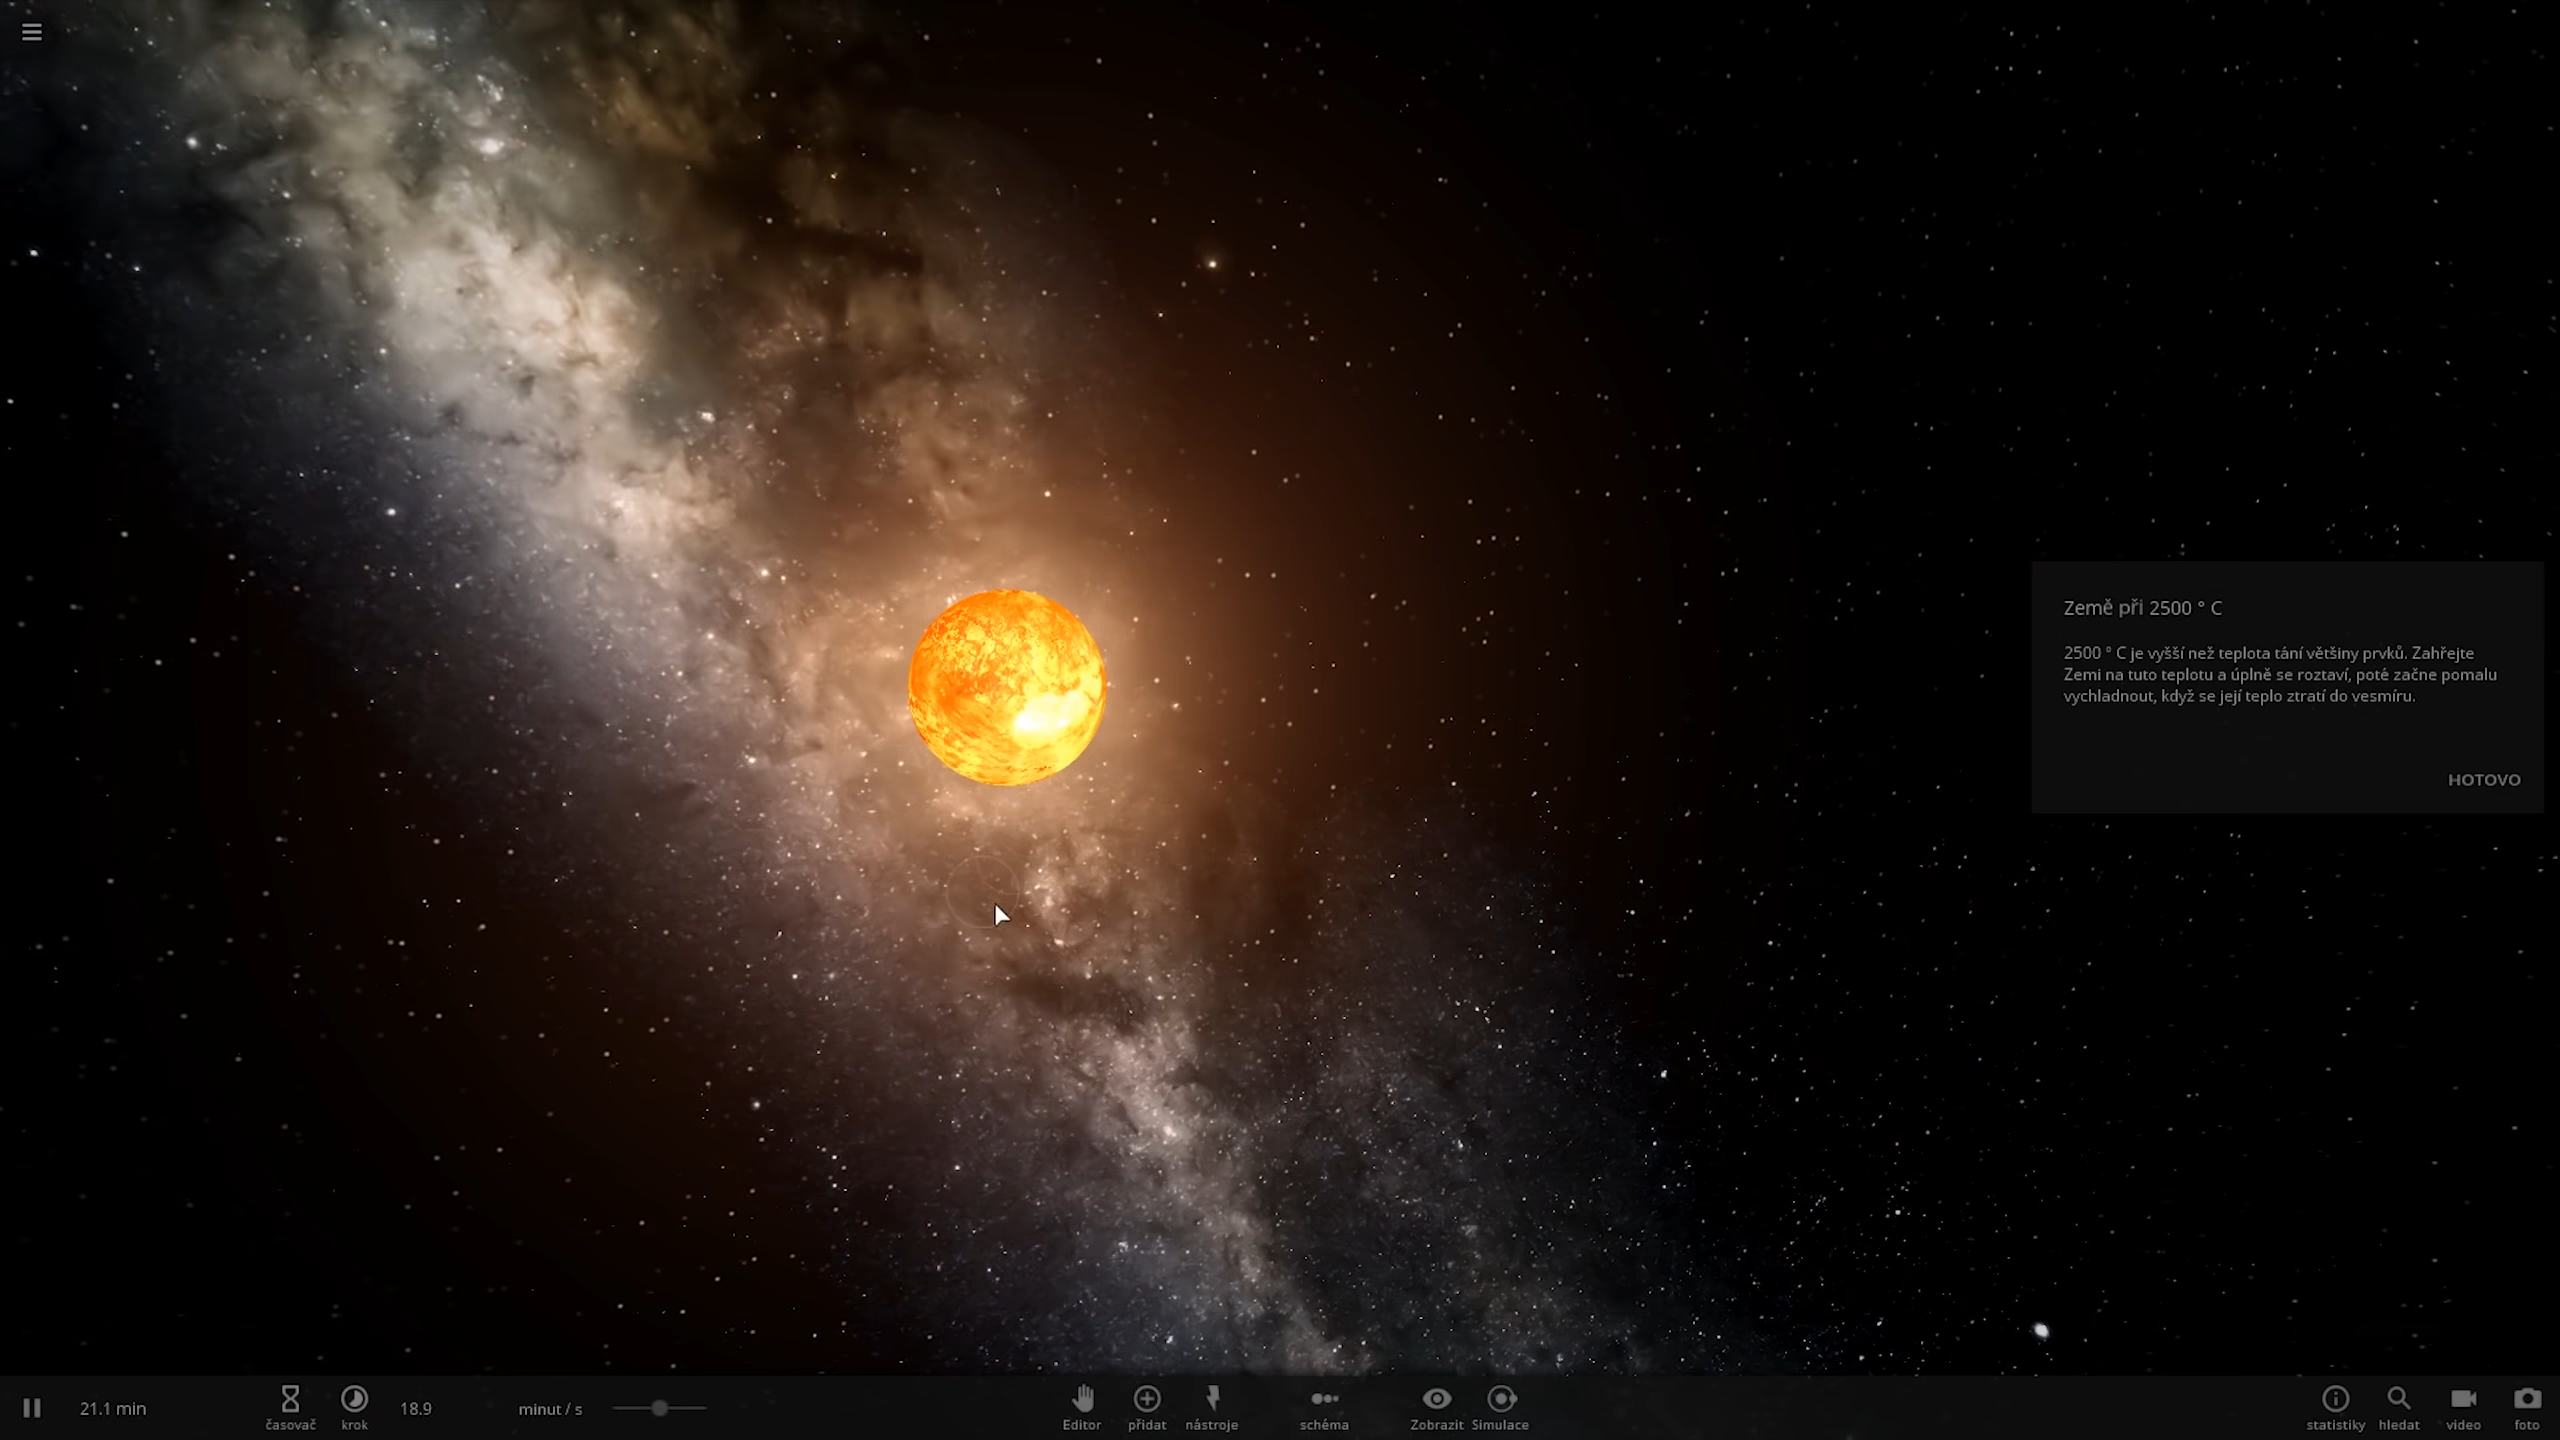 Země při 2500 ° C
2500 ° C je vyšší než teplota tání většiny prvků. Zahřejte
Zemi na tuto teplotu a úplně se roztaví, poté začne pomalu
vychladnout, když se její teplo ztratí do vesmíru.
HOTOVO
21.1 min
časovač
krok
18.9
minut / s
Editor
přidat
nástroje
schéma
Zobrazit
Simulace
statistiky
hledat
video
foto